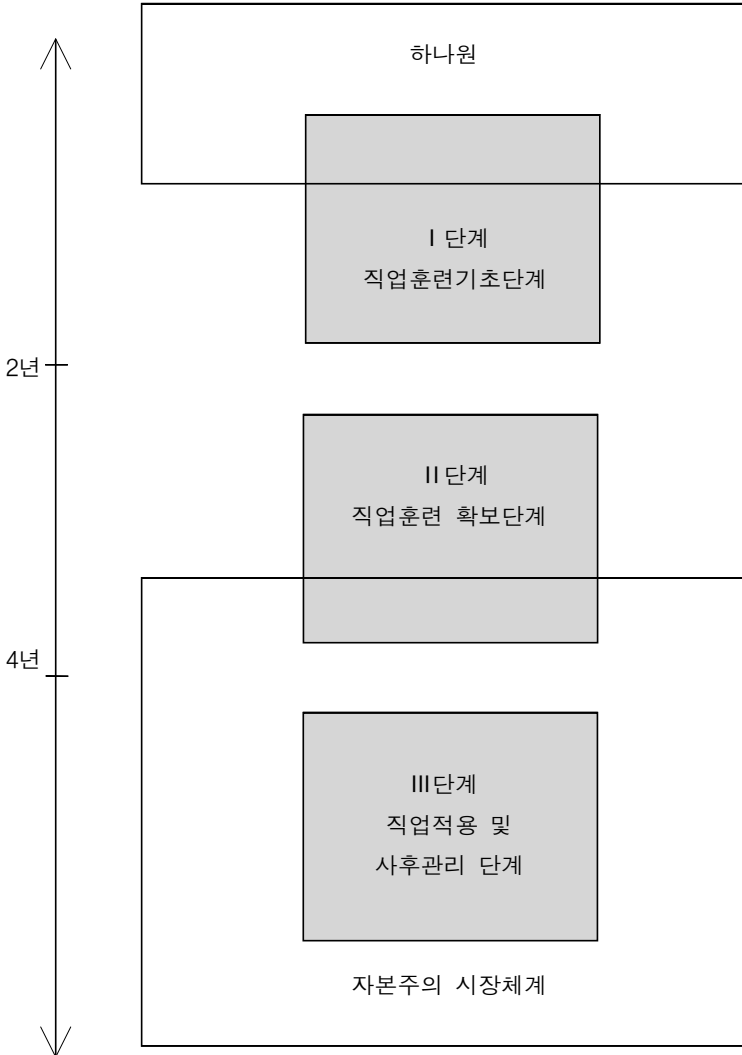 하나원
Ⅰ 단계
직업훈련기초단계
2년
Ⅱ단계
직업훈련 확보단계
4년
Ⅲ단계
직업적용 및
사후관리 단계
자본주의 시장체계